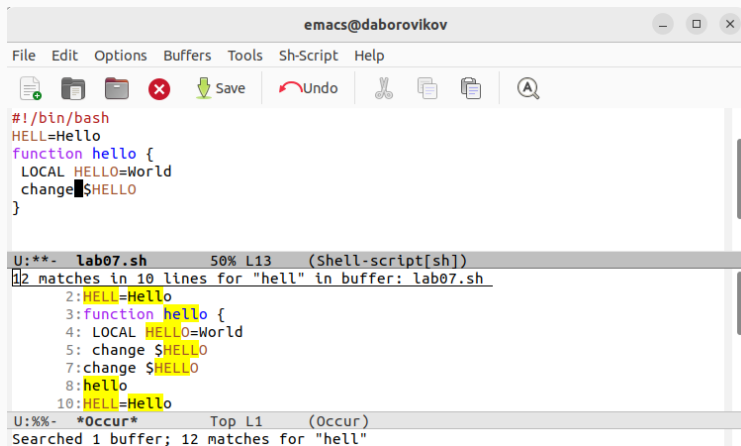 emacs@daborovikov
File Edit Options Buffers Tools Sh-Script Help
Save Undo
#!/bin/bash
HELL=Hello
function hello {
 LOCAL HELLO=World
 change $HELLO
}
U:**-  lab07.sh       50% L13    (Shell-script[sh])
12 matches in 10 lines for "hell" in buffer: lab07.sh
      2:HELL=Hello
      3:function hello {
      4: LOCAL HELLO=World
      5: change $HELLO
      7:change $HELLO
      8:hello
     10:HELL=Hello
U:%%-  *Occur*        Top L1     (Occur)
Searched 1 buffer; 12 matches for "hell"